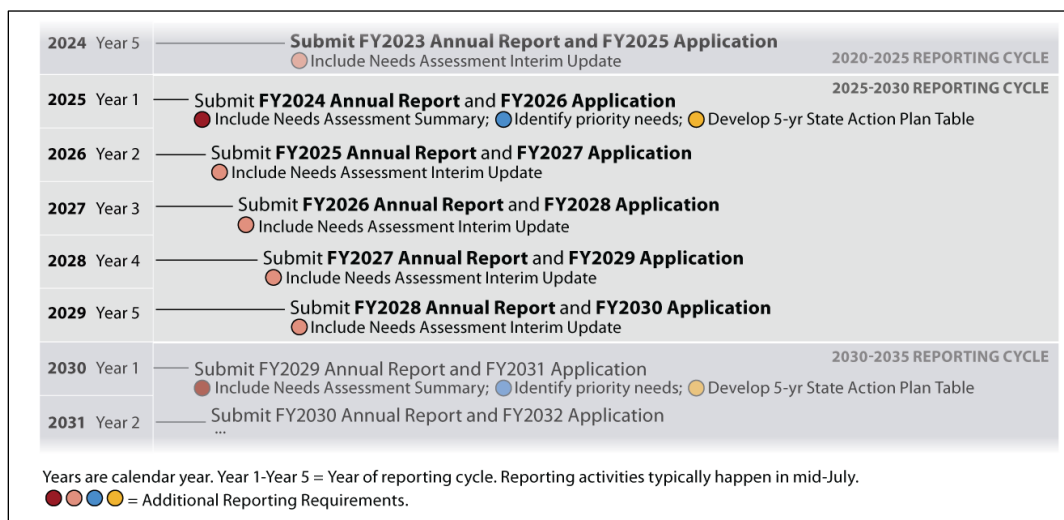 2024 Year 5 Submit FY2023 Annual Report and FY2025 Application
Include Needs Assessment Interim Update
2020-2025 REPORTING CYCLE
2025-2030 REPORTING CYCLE
2025 Year 1 Submit FY2024 Annual Report and FY2026 Application
Include Needs Assessment Summary; Identify priority needs; Develop 5-yr State Action Plan Table
2026 Year 2 Submit FY2025 Annual Report and FY2027 Application
Include Needs Assessment Interim Update
2027 Year 3 Submit FY2026 Annual Report and FY2028 Application
Include Needs Assessment Interim Update
2028 Year 4 Submit FY2027 Annual Report and FY2029 Application
Include Needs Assessment Interim Update
2029 Year 5 Submit FY2028 Annual Report and FY2030 Application
Include Needs Assessment Interim Update
2030-2035 REPORTING CYCLE
2030 Year 1 Submit FY2029 Annual Report and FY2031 Application
Include Needs Assessment Summary; Identify priority needs; Develop 5-yr State Action Plan Table
2031 Year 2 Submit FY2030 Annual Report and FY2032 Application
...
Years are calendar year. Year 1-Year 5 = Year of reporting cycle. Reporting activities typically happen in mid-July.
= Additional Reporting Requirements.